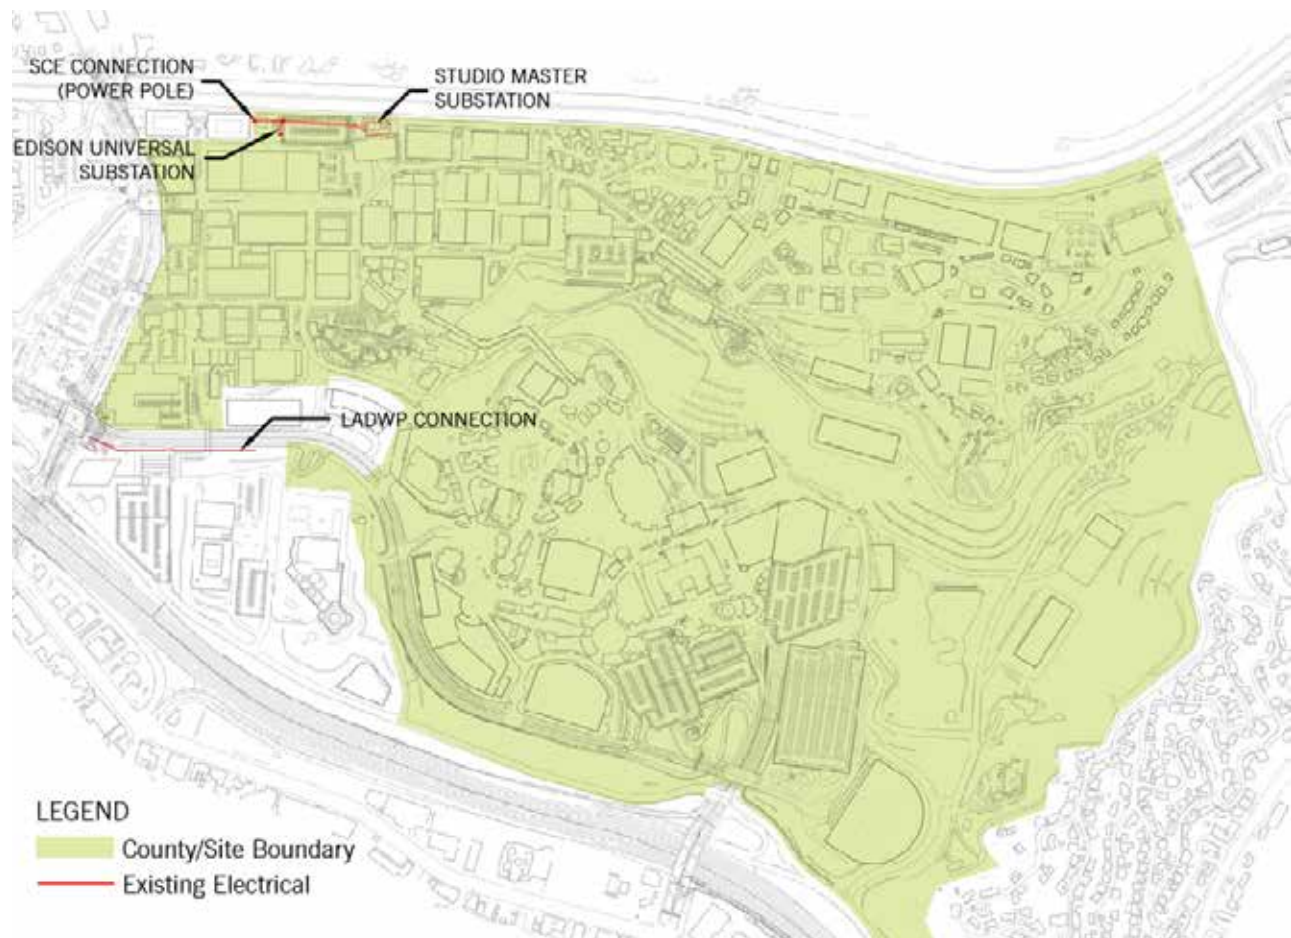 SCE CONNECTION
(POWER POLE)
STUDIO MASTER
SUBSTATION
EDISON UNIVERSAL
SUBSTATION
LADWP CONNECTION
LEGEND
County/Site Boundary
Existing Electrical